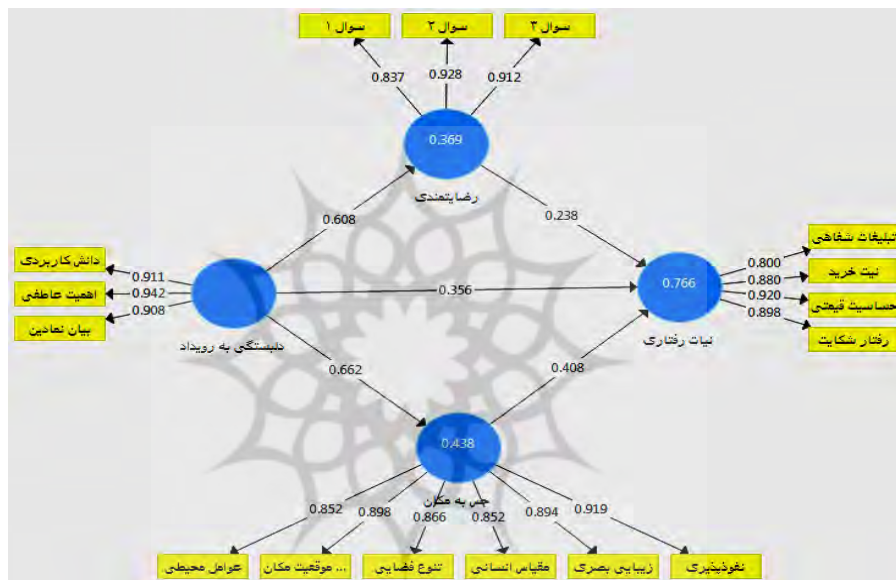 سوال ۱
سوال ۲
سوال ۳
0.837
0.928
0.912
0.369
رضایتمندی
0.608
0.238
دانش کاربردی
اهمیت عاطفی
بیان نمادین
0.911
0.942
0.908
دلبستگی به رویداد
0.356
0.766
نیات رفتاری
0.800
0.880
0.920
0.898
تبلیغات شفاهی
نیت خرید
حساسیت قیمتی
رفتار شکایت
0.662
0.408
0.438
حس به مکان
0.852
0.898
0.866
0.852
0.894
0.919
عوامل محیطی
موقعیت مکان ...
تنوع فضایی
مقیاس انسانی
زیبایی بصری
نفوذپذیری